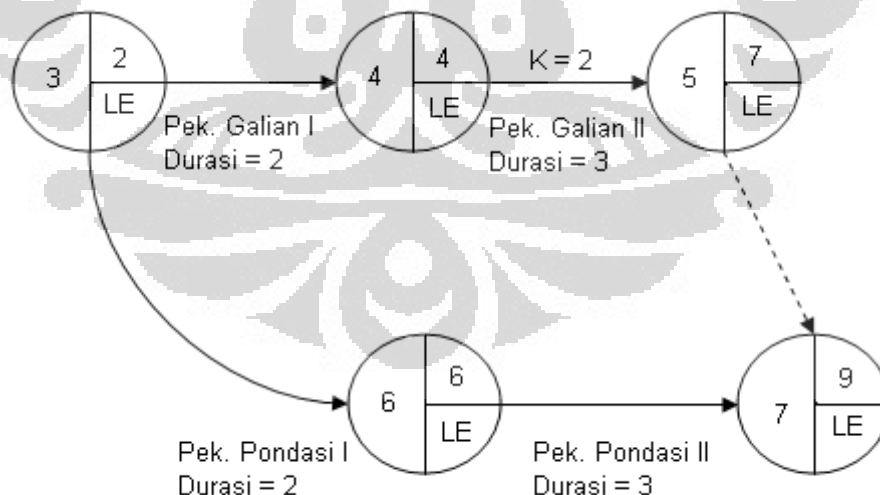 3
2
LE
4
4
LE
K = 2
5
7
LE
Pek. Galian I
Durasi = 2
Pek. Galian II
Durasi = 3
6
6
LE
7
9
LE
Pek. Pondasi I
Durasi = 2
Pek. Pondasi II
Durasi = 3